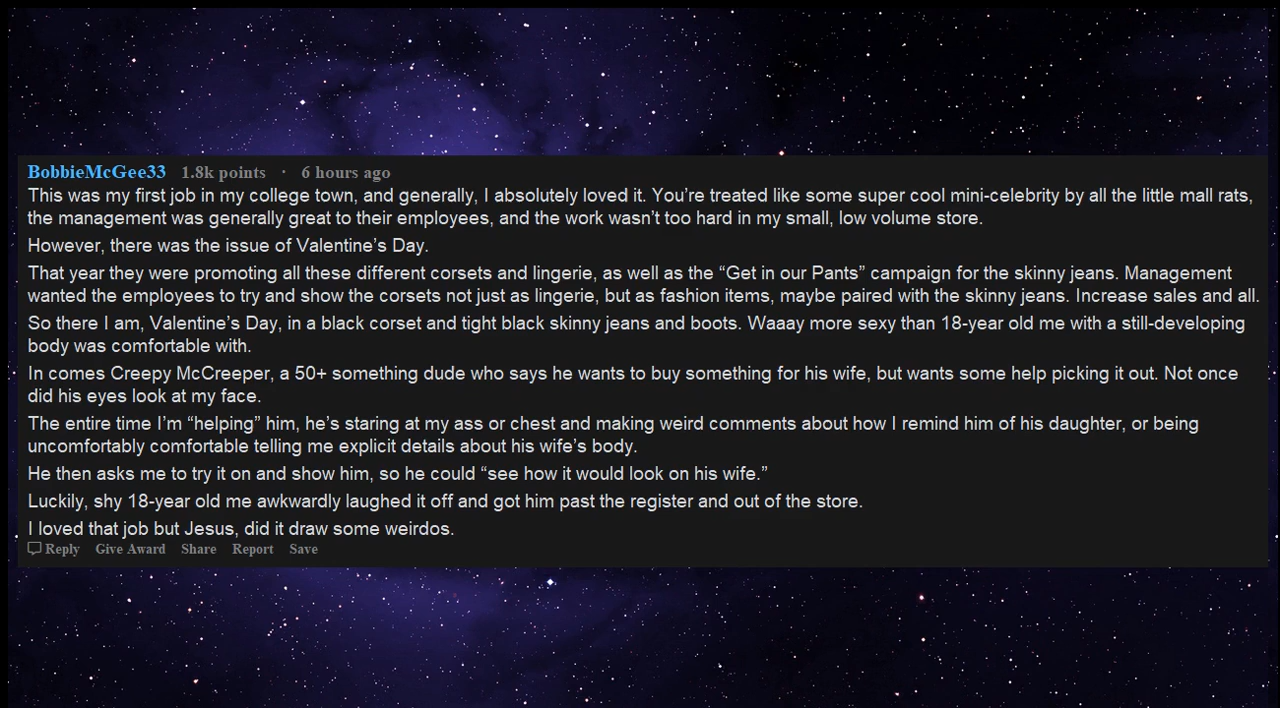 BobbieMcGee33 1.8k points · 6 hours ago
This was my first job in my college town, and generally, I absolutely loved it. You’re treated like some super cool mini-celebrity by all the little mall rats,
the management was generally great to their employees, and the work wasn’t too hard in my small, low volume store.
However, there was the issue of Valentine’s Day.
That year they were promoting all these different corsets and lingerie, as well as the “Get in our Pants” campaign for the skinny jeans. Management
wanted the employees to try and show the corsets not just as lingerie, but as fashion items, maybe paired with the skinny jeans. Increase sales and all.
So there I am, Valentine’s Day, in a black corset and tight black skinny jeans and boots. Waaay more sexy than 18-year old me with a still-developing
body was comfortable with.
In comes Creepy McCreeper, a 50+ something dude who says he wants to buy something for his wife, but wants some help picking it out. Not once
did his eyes look at my face.
The entire time I’m “helping” him, he’s staring at my ass or chest and making weird comments about how I remind him of his daughter, or being
uncomfortably comfortable telling me explicit details about his wife’s body.
He then asks me to try it on and show him, so he could “see how it would look on his wife.”
Luckily, shy 18-year old me awkwardly laughed it off and got him past the register and out of the store.
I loved that job but Jesus, did it draw some weirdos.
Reply Give Award Share Report Save